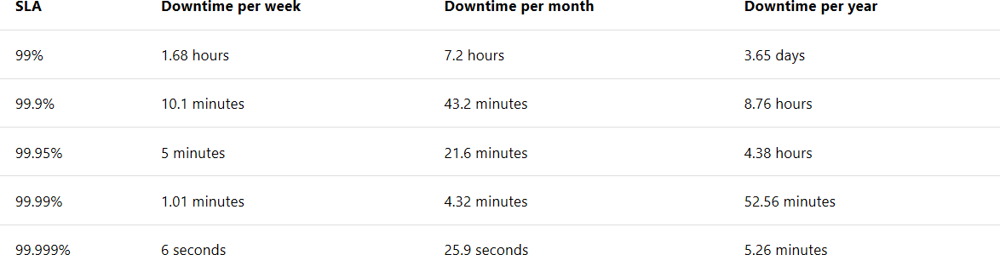 SLA Downtime per week Downtime per month Downtime per year
99% 1.68 hours 7.2 hours 3.65 days
99.9% 10.1 minutes 43.2 minutes 8.76 hours
99.95% 5 minutes 21.6 minutes 4.38 hours
99.99% 1.01 minutes 4.32 minutes 52.56 minutes
99.999% 6 seconds 25.9 seconds 5.26 minutes